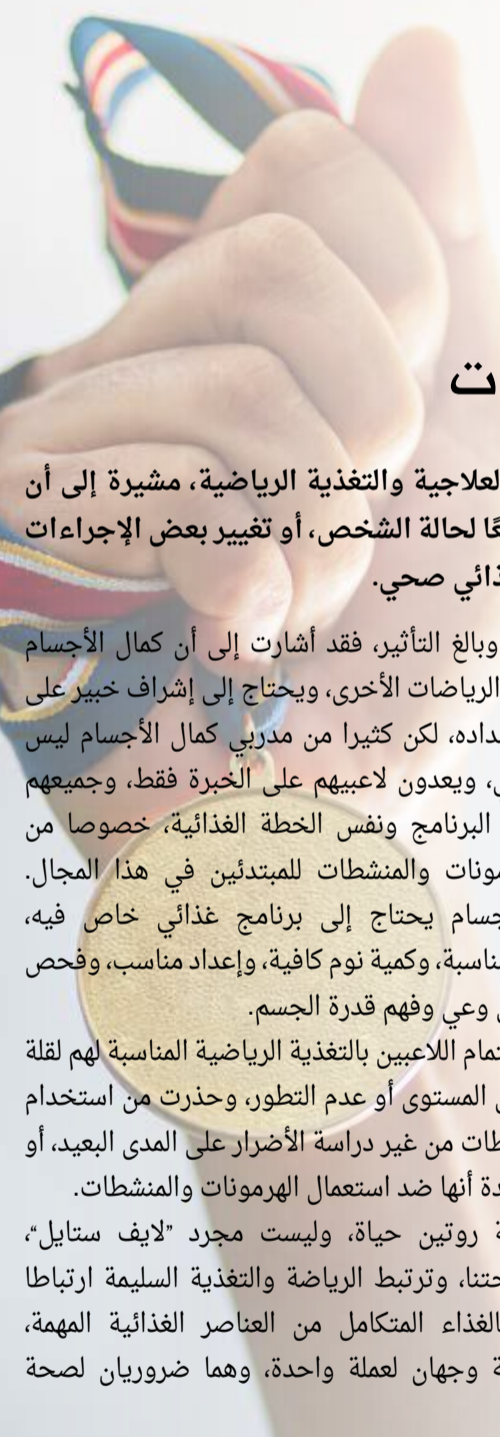 ت
لعلاجية والتغذية الرياضية، مشيرة إلى أن
عًا لحالة الشخص، أو تغيير بعض الإجراءات
ذائي صحي.
وبالغ التأثير، فقد أشارت إلى أن كمال الأجسام
الرياضات الأخرى، ويحتاج إلى إشراف خبير على
داده، لكن كثيرا من مدربي كمال الأجسام ليس
، ويعدون لاعبيهم على الخبرة فقط، وجميعهم
البرنامج ونفس الخطة الغذائية، خصوصا من
مونات والمنشطات للمبتدئين في هذا المجال.
جسام يحتاج إلى برنامج غذائي خاص فيه،
ناسبة، وكمية نوم كافية، وإعداد مناسب، وفحص
وعي وفهم قدرة الجسم.
تمام اللاعبين بالتغذية الرياضية المناسبة لهم لقلة
المستوى أو عدم التطور، وحذرت من استخدام
طات من غير دراسة الأضرار على المدى البعيد، أو
دة أنها ضد استعمال الهرمونات والمنشطات.
ة روتين حياة، وليست مجرد ”لايف ستايل“،
حتنا، وترتبط الرياضة والتغذية السليمة ارتباطا
بالغذاء المتكامل من العناصر الغذائية المهمة،
ة وجهان لعملة واحدة، وهما ضروريان لصحة